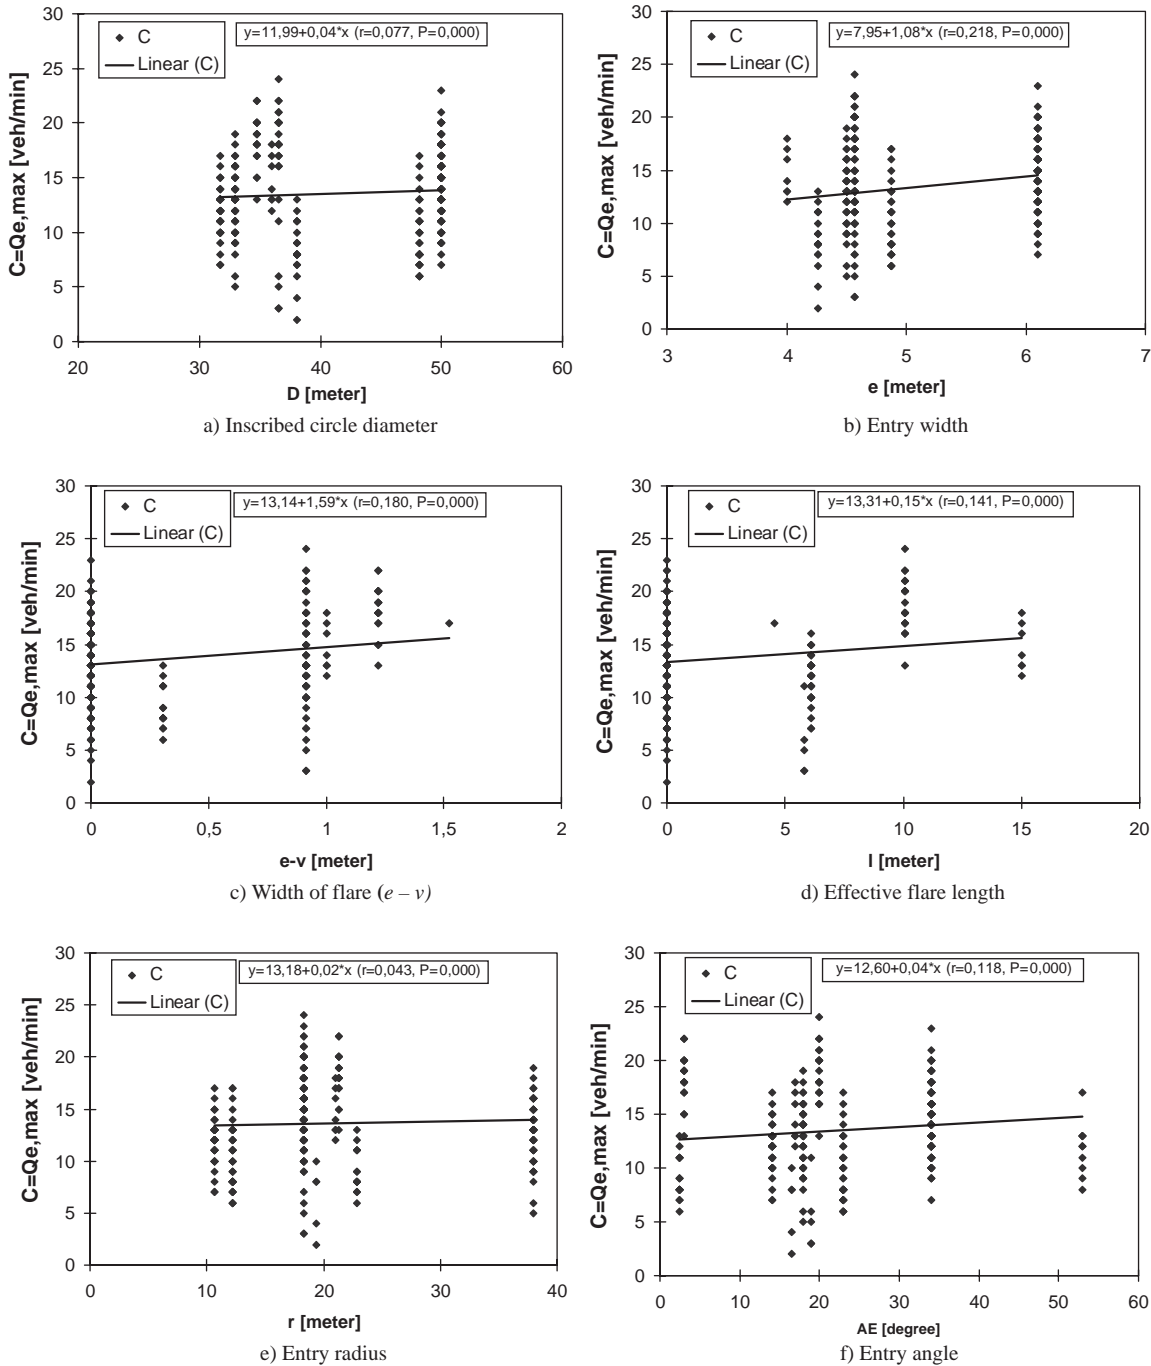 C
Linear (C)
y=11,99+0,04*x (r=0,077, P=0,000)
C=Qe,max [veh/min]
30
25
20
15
10
5
0
20
30
40
50
60
D [meter]
a) Inscribed circle diameter
C
Linear (C)
y=7,95+1,08*x (r=0,218, P=0,000)
C=Qe,max [veh/min]
30
25
20
15
10
5
0
3
4
5
6
7
e [meter]
b) Entry width
C
Linear (C)
y=13,14+1,59*x (r=0,180, P=0,000)
C=Qe,max [veh/min]
30
25
20
15
10
5
0
0
0,5
1
1,5
2
e-v [meter]
c) Width of flare (e – v)
C
Linear (C)
y=13,31+0,15*x (r=0,141, P=0,000)
C=Qe,max [veh/min]
30
25
20
15
10
5
0
0
5
10
15
20
l [meter]
d) Effective flare length
C
Linear (C)
y=13,18+0,02*x (r=0,043, P=0,000)
C=Qe,max [veh/min]
30
25
20
15
10
5
0
0
10
20
30
40
r [meter]
e) Entry radius
C
Linear (C)
y=12,60+0,04*x (r=0,118, P=0,000)
C=Qe,max [veh/min]
30
25
20
15
10
5
0
0
10
20
30
40
50
60
AE [degree]
f) Entry angle